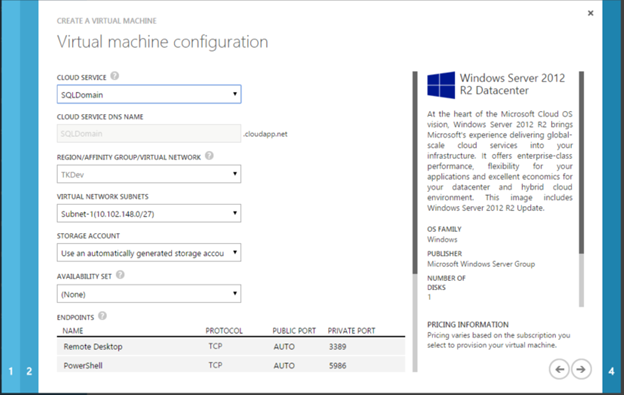 CREATE A VIRTUAL MACHINE
Virtual machine configuration
CLOUD SERVICE ?
SQLDomain
CLOUD SERVICE DNS NAME
SQLDomain .cloudapp.net
REGION/AFFINITY GROUP/VIRTUAL NETWORK ?
TKDev
VIRTUAL NETWORK SUBNETS
Subnet-1(10.102.148.0/27)
STORAGE ACCOUNT
Use an automatically generated storage accou
AVAILABILITY SET ?
(None)
ENDPOINTS ?
NAME PROTOCOL PUBLIC PORT PRIVATE PORT
Remote Desktop TCP AUTO 3389
PowerShell TCP AUTO 5986
Windows Server 2012
R2 Datacenter
At the heart of the Microsoft Cloud OS
vision, Windows Server 2012 R2 brings
Microsoft's experience delivering global-
scale cloud services into your
infrastructure. It offers enterprise-class
performance, flexibility for your
applications and excellent economics for
your datacenter and hybrid cloud
environment. This image includes
Windows Server 2012 R2 Update.
OS FAMILY
Windows
PUBLISHER
Microsoft Windows Server Group
NUMBER OF
DISKS
1
PRICING INFORMATION
Pricing varies based on the subscription you
select to provision your virtual machine.
1 2 4